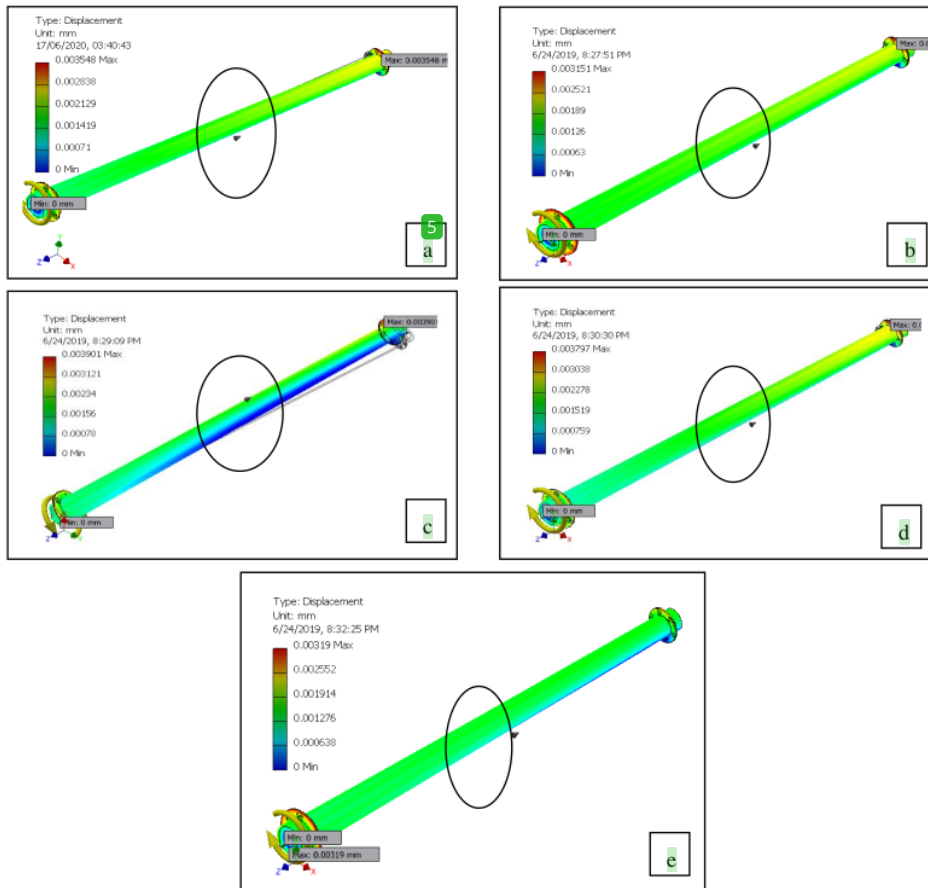 Type: Displacement
Unit: mm
17/06/2020, 03:40:43
0.003548 Max
0.002838
0.002129
0.001419
0.00071
0 Min
Max: 0.003548 m
Min: 0 mm
Y
Z
X
5
a
Type: Displacement
Unit: mm
6/24/2019, 8:27:51 PM
0.003151 Max
0.002521
0.00189
0.00126
0.00063
0 Min
Max: 0.0
Min: 0 mm
Z
X
b
Type: Displacement
Unit: mm
6/24/2019, 8:29:09 PM
0.003901 Max
0.003121
0.00234
0.00156
0.00078
0 Min
Max: 0.00390
Min: 0 mm
Z
Y
c
Type: Displacement
Unit: mm
6/24/2019, 8:30:30 PM
0.003797 Max
0.003038
0.002278
0.001519
0.000759
0 Min
Max: 0.0
Min: 0 mm
Z
X
d
Type: Displacement
Unit: mm
6/24/2019, 8:32:25 PM
0.00319 Max
0.002552
0.001914
0.001276
0.000638
0 Min
Min: 0 mm
Max: 0.00319 mm
Z
X
e